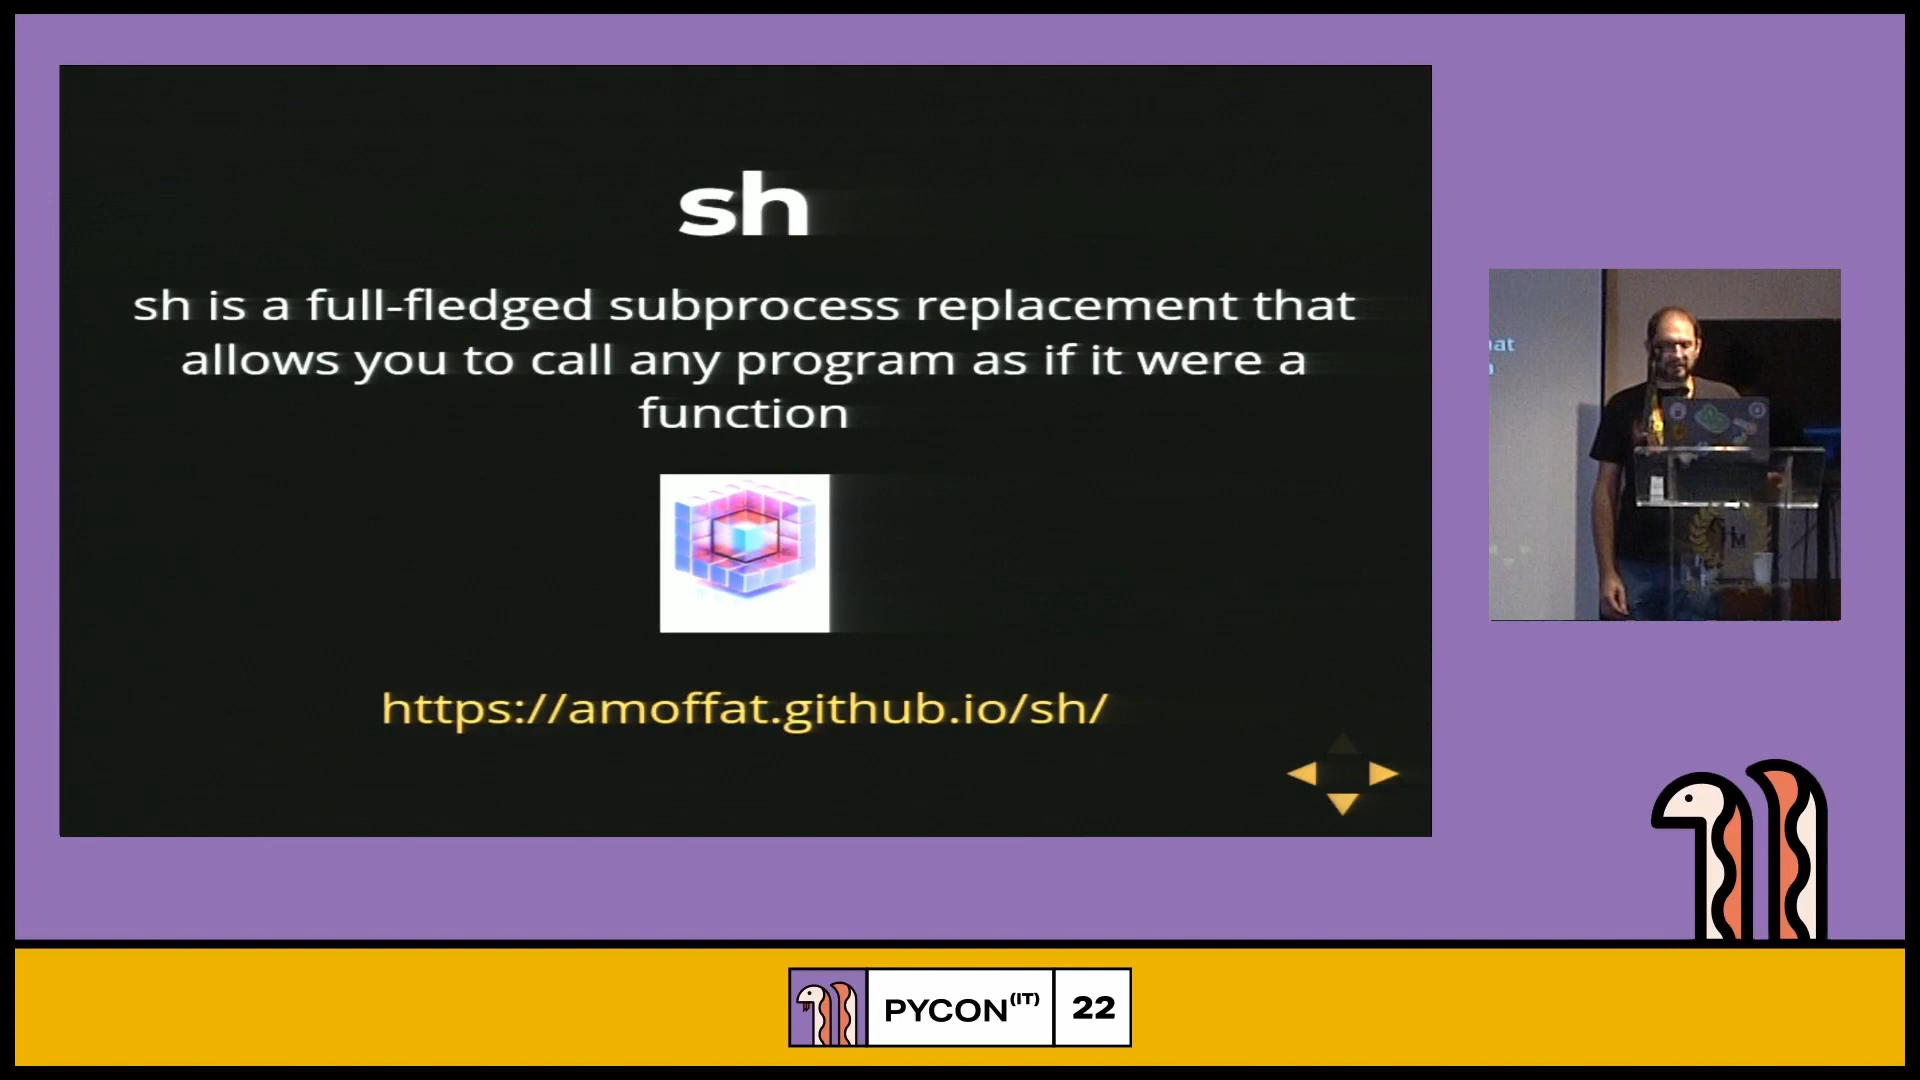 sh
sh is a full-fledged subprocess replacement that
allows you to call any program as if it were a
function
https://amoffat.github.io/sh/
at
PYCON(IT) 22